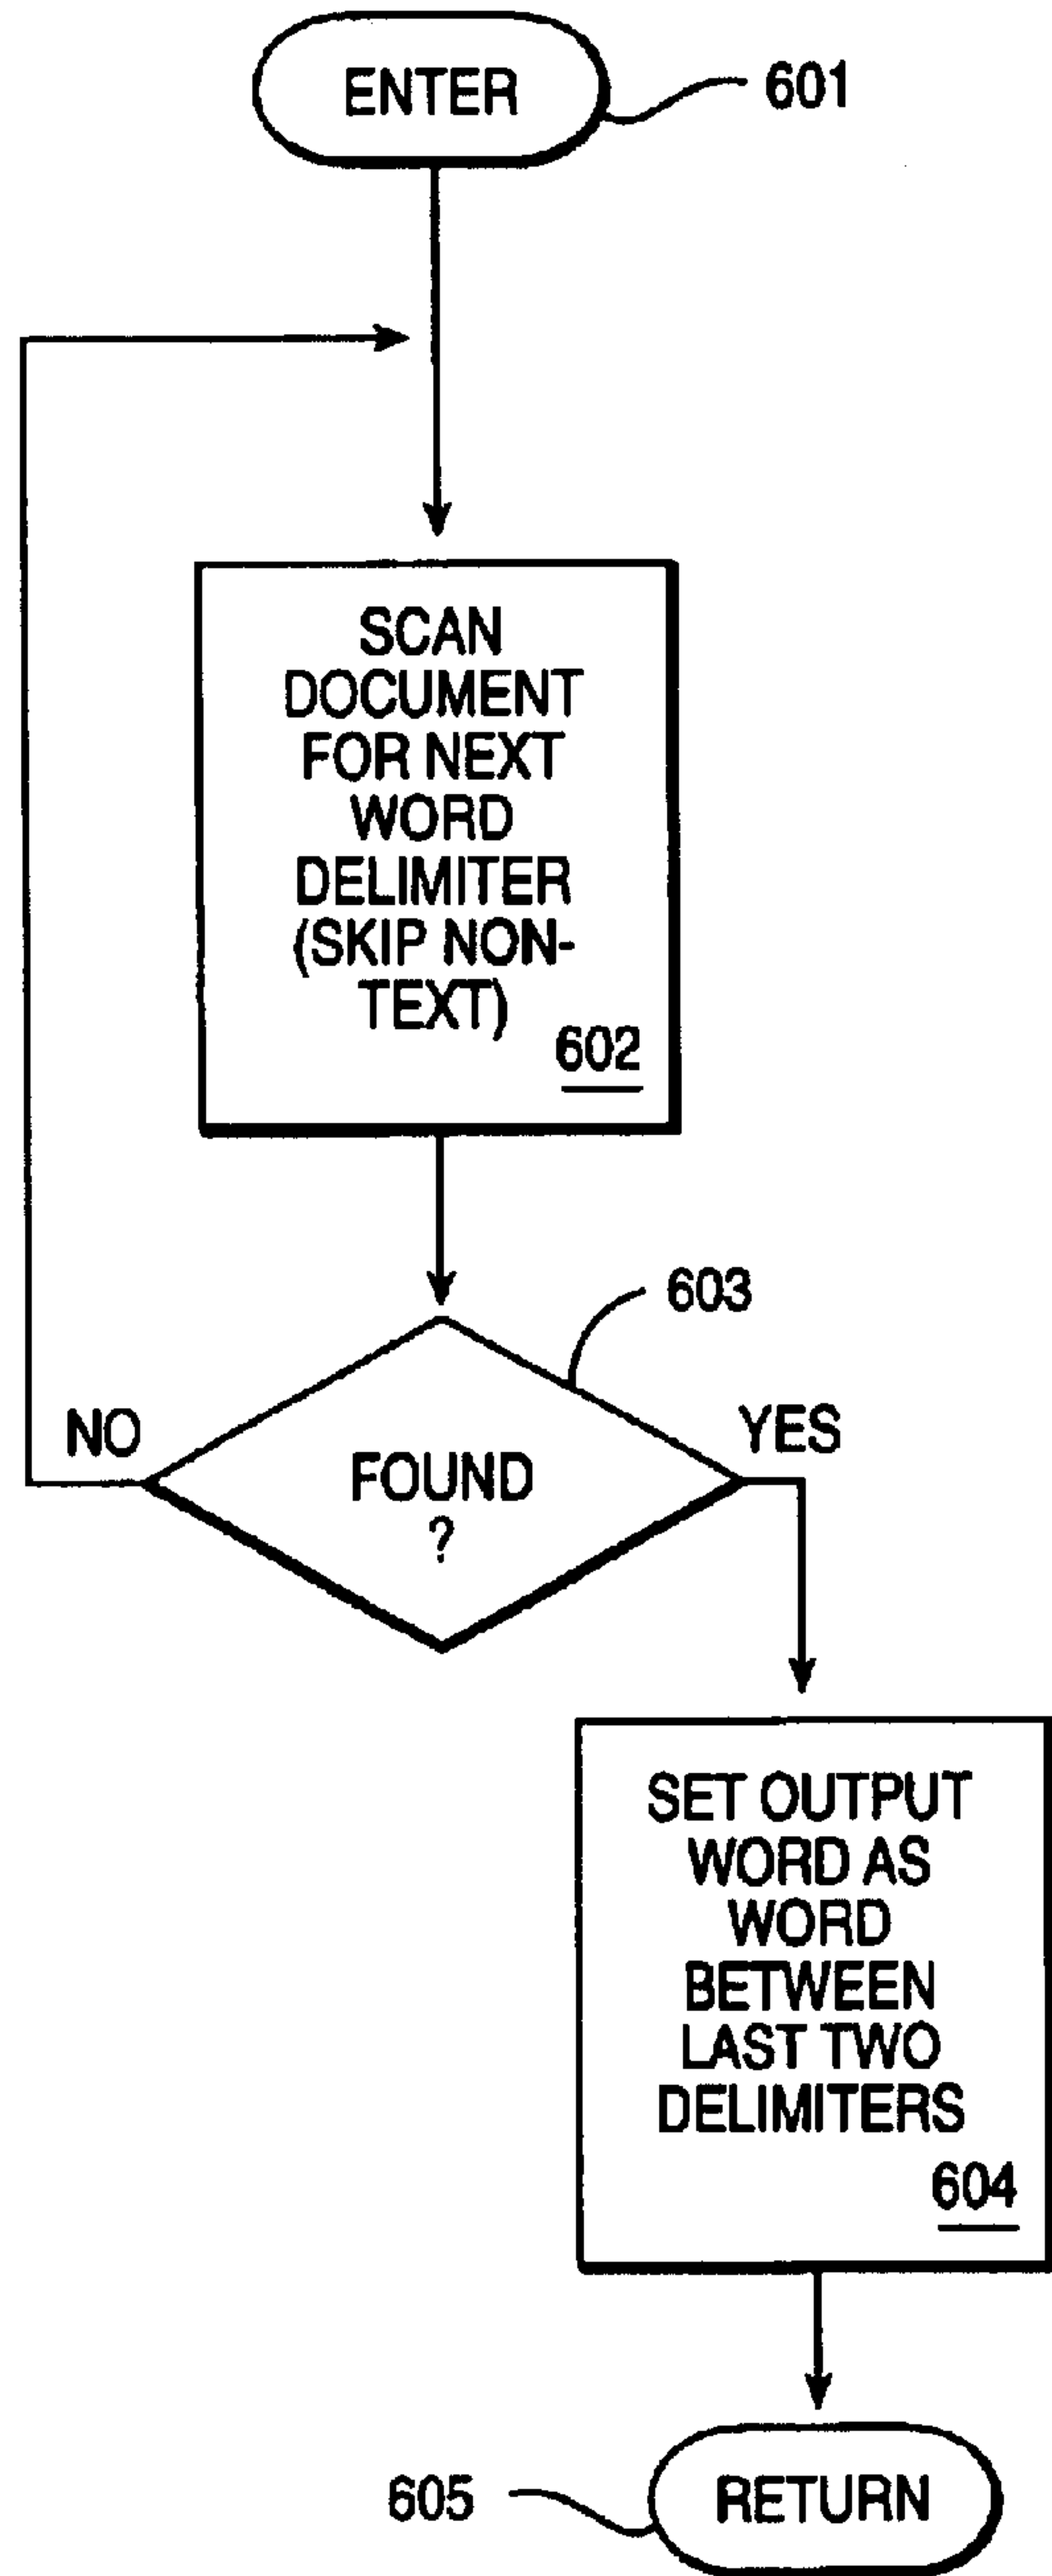 ENTER
601
SCAN
DOCUMENT
FOR NEXT
WORD
DELIMITER
(SKIP NON-
TEXT)
602
603
NO
YES
FOUND
?
SET OUTPUT
WORD AS
WORD
BETWEEN
LAST TWO
DELIMITERS
604
605
RETURN